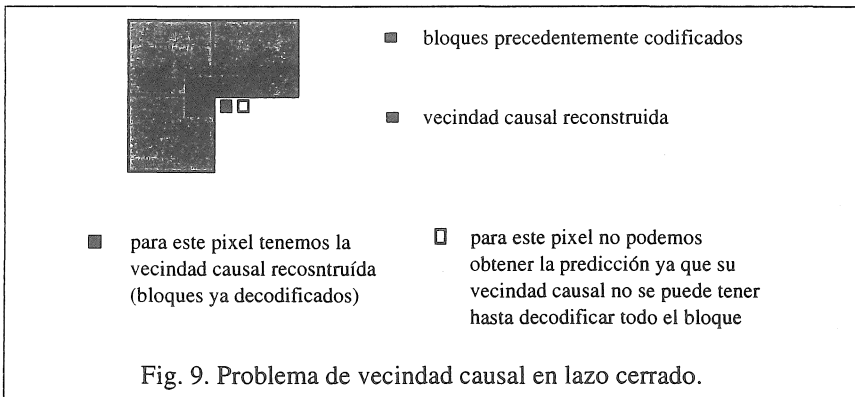 bloques precedentemente codificados
vecindad causal reconstruida
para este pixel tenemos la
vecindad causal recosntruída
(bloques ya decodificados)
para este pixel no podemos
obtener la predicción ya que su
vecindad causal no se puede tener
hasta decodificar todo el bloque
Fig. 9. Problema de vecindad causal en lazo cerrado.